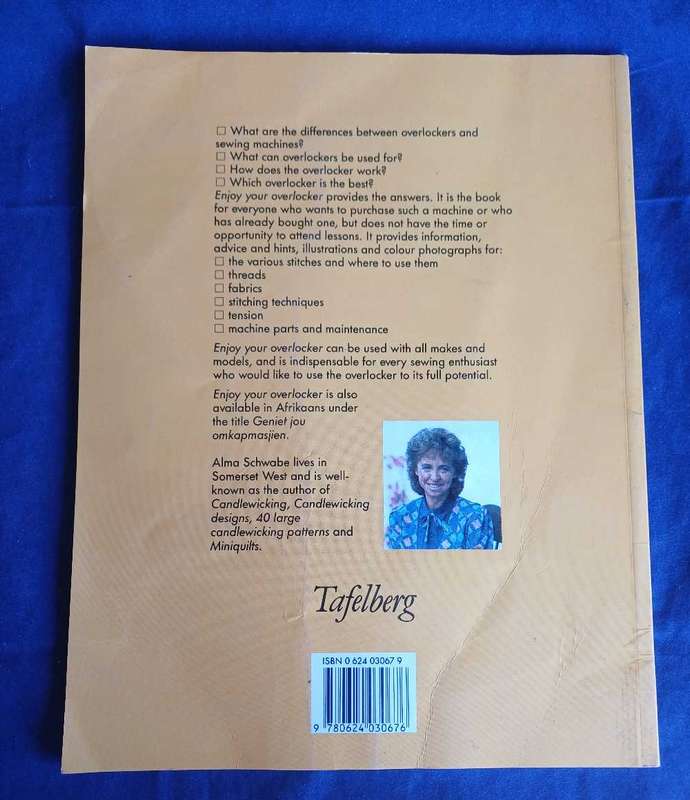 ☐ What are the differences between overlockers and
sewing machines?
☐ What can overlockers be used for?
☐ How does the overlocker work?
☐ Which overlocker is the best?
Enjoy your overlocker provides the answers. It is the book
for everyone who wants to purchase such a machine or who
has already bought one, but does not have the time or
opportunity to attend lessons. It provides information,
advice and hints, illustrations and colour photographs for:
☐ the various stitches and where to use them
☐ threads
☐ fabrics
☐ stitching techniques
☐ tension
☐ machine parts and maintenance
Enjoy your overlocker can be used with all makes and
models, and is indispensable for every sewing enthusiast
who would like to use the overlocker to its full potential.
Enjoy your overlocker is also
available in Afrikaans under
the title Geniet jou
omkapmasjien.
Alma Schwabe lives in
Somerset West and is well-
known as the author of
Candlewicking, Candlewicking
designs, 40 large
candlewicking patterns and
Miniquilts.
Tafelberg
ISBN 0 624 03067 9
9 780624 030676